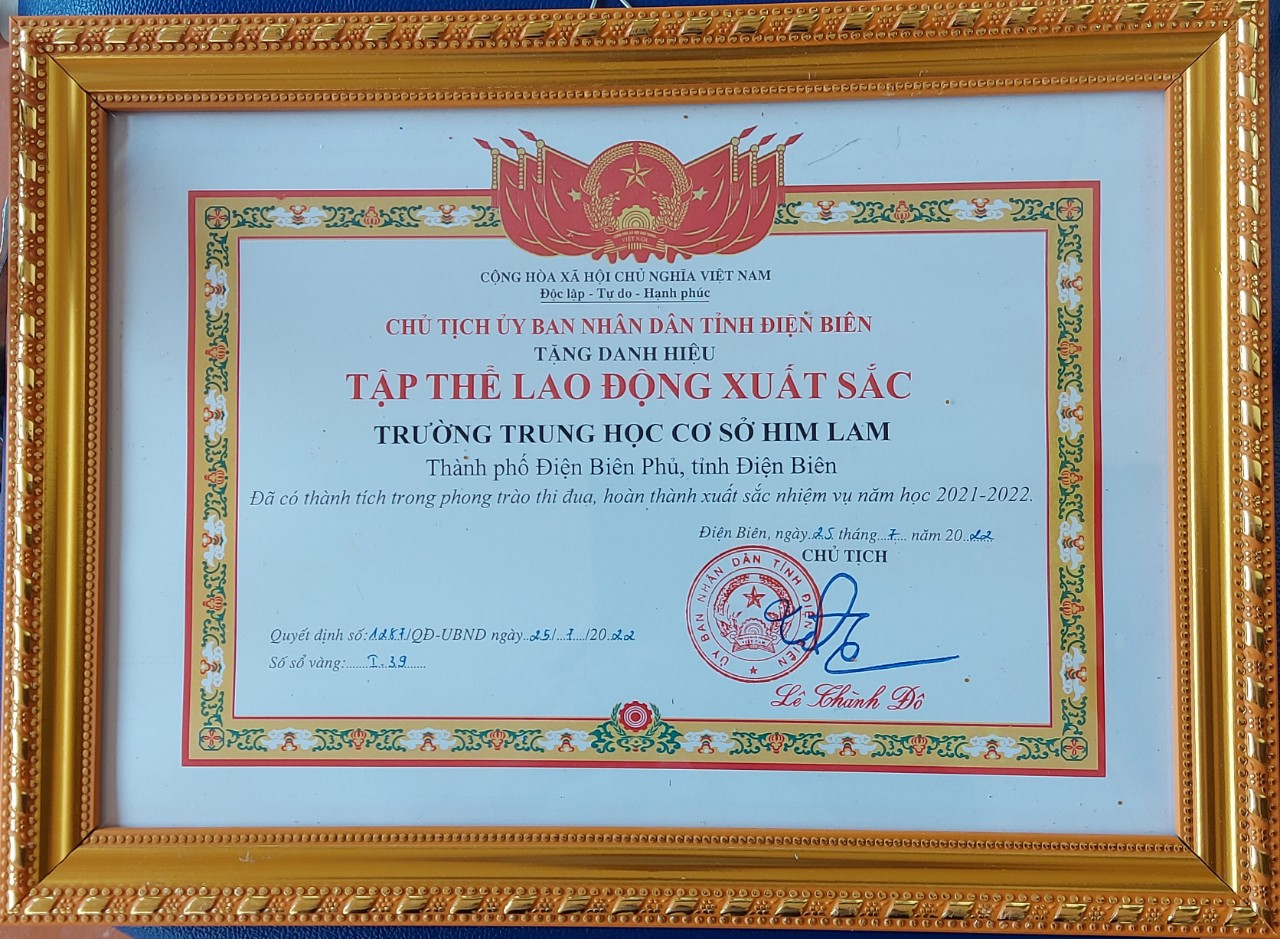 VIỆT NAM
CỘNG HÒA XÃ HỘI CHỦ NGHĨA VIỆT NAM
Độc lập - Tự do - Hạnh phúc
CHỦ TỊCH ỦY BAN NHÂN DÂN TỈNH ĐIỆN BIÊN
TẶNG DANH HIỆU
TẬP THỂ LAO ĐỘNG XUẤT SẮC
TRƯỜNG TRUNG HỌC CƠ SỞ HIM LAM
Thành phố Điện Biên Phủ, tỉnh Điện Biên
Đã có thành tích trong phong trào thi đua, hoàn thành xuất sắc nhiệm vụ năm học 2021-2022.
Điện Biên, ngày 25 tháng 7 năm 2022
CHỦ TỊCH
ỦY BAN NHÂN DÂN TỈNH ĐIỆN BIÊN
Quyết định số: 1287/QĐ-UBND ngày 25/7/2022
Số sổ vàng: I.39
Lê Thành Đô